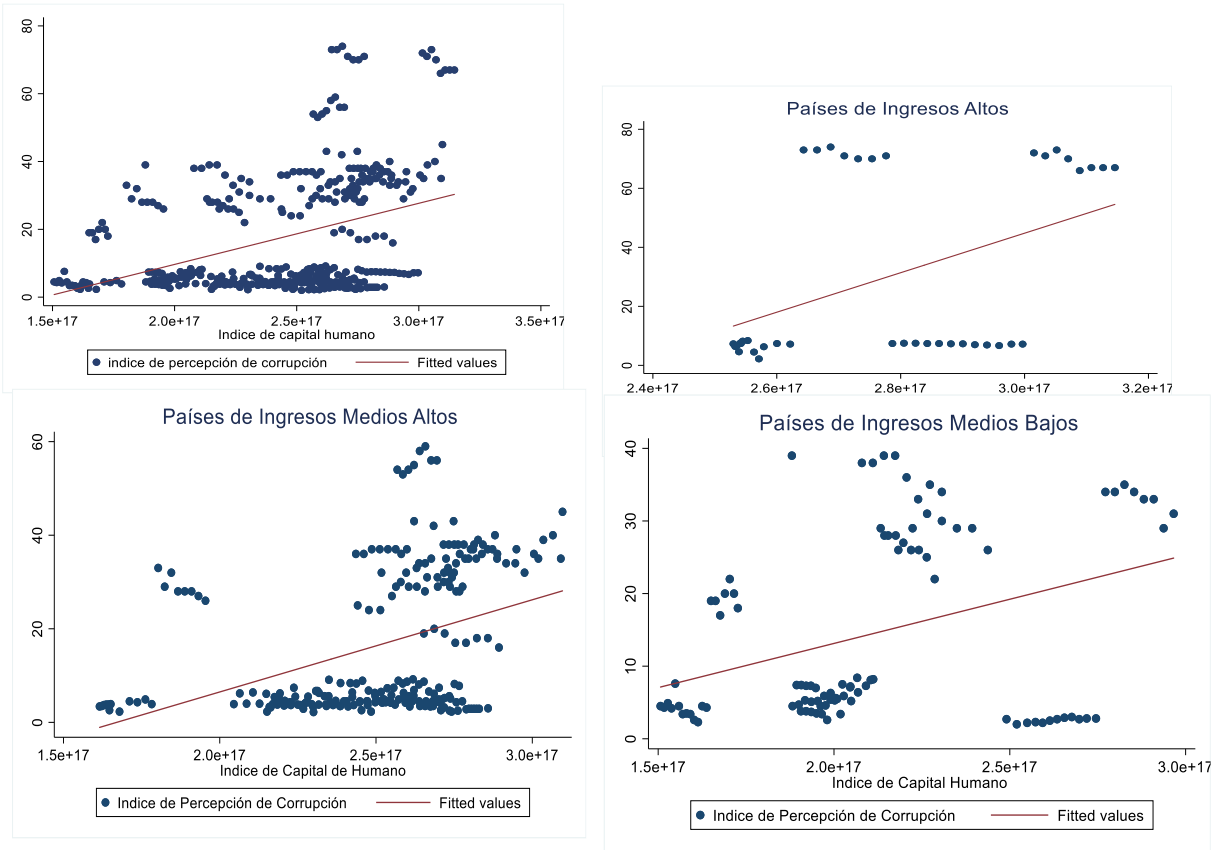 80
60
40
20
0
1.5e+17 2.0e+17 2.5e+17 3.0e+17 3.5e+17
Indice de capital humano
indice de percepción de corrupción Fitted values
Países de Ingresos Altos
80
60
40
20
0
2.4e+17 2.6e+17 2.8e+17 3.0e+17 3.2e+17
Países de Ingresos Medios Altos
60
40
20
0
1.5e+17 2.0e+17 2.5e+17 3.0e+17
Indice de Capital de Humano
Indice de Percepción de Corrupción Fitted values
Países de Ingresos Medios Bajos
40
30
20
10
0
1.5e+17 2.0e+17 2.5e+17 3.0e+17
Indice de Capital Humano
Indice de Percepción de Corrupción Fitted values